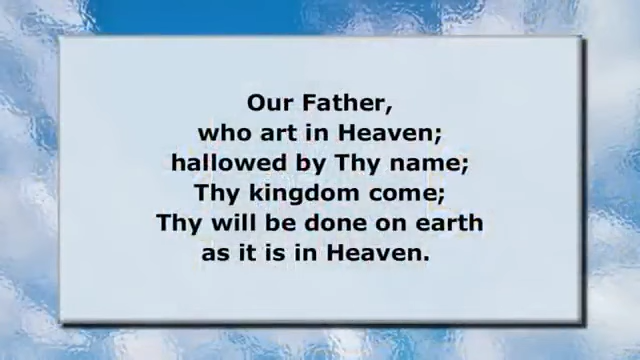 Our Father,
who art in Heaven;
hallowed by Thy name;
Thy kingdom come;
Thy will be done on earth
as it is in Heaven.